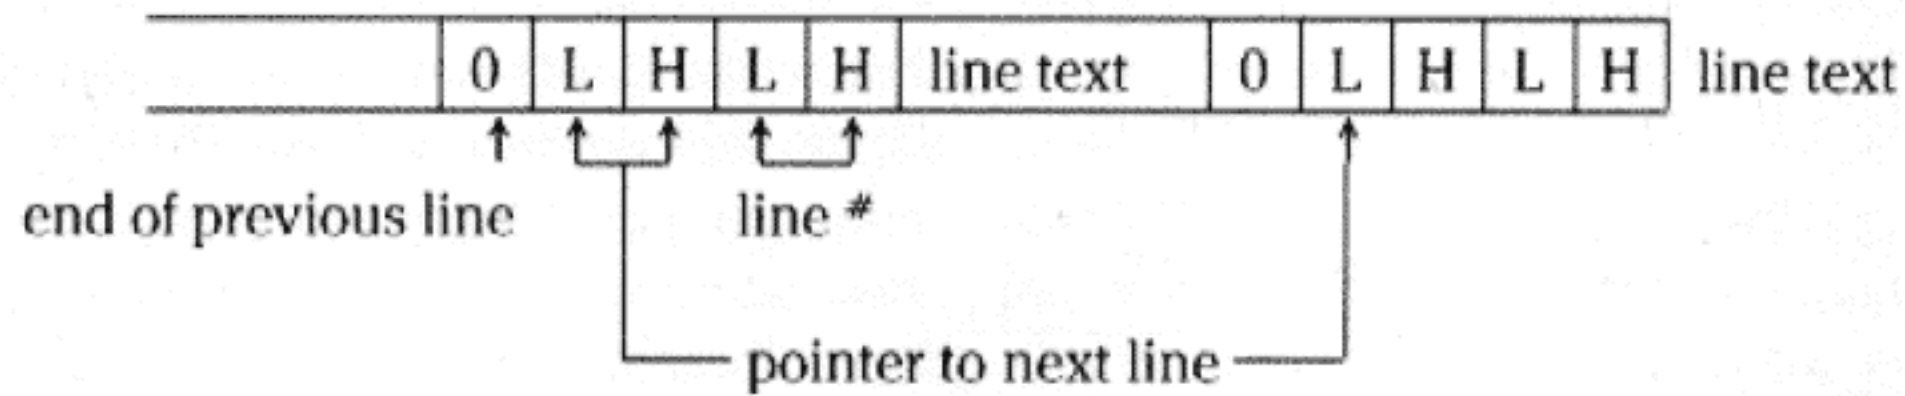 0 L H L H line text 0 L H L H line text
end of previous line line #
pointer to next line